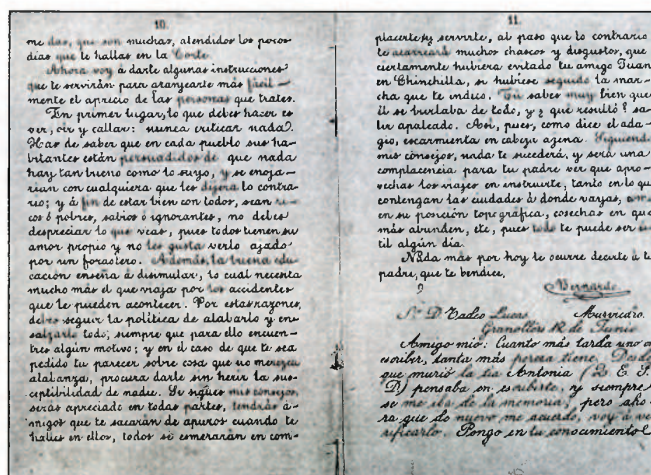 10.
me das, que son muchas, atendidos los pocos
dias que te hallas en la Corte.
Ahora voy á darte algunas instrucciones
que te servirán para grangearte más fácil-
mente el aprecio de las personas que trates.
En primer lugar, lo que debes hacer es
ver, oir y callar: nunca criticar nada.
Has de saber que en cada pueblo sus ha-
bitantes están persuadidos de que nada
hay tan bueno como lo suyo, y se enoja-
rian con cualquiera que les dijera lo contra-
rio; y á fin de estar bien con todos, sean ri-
cos ó pobres, sabios ó ignorantes, no debes
despreciar lo que veas, pues todos tienen su
amor propio y no les gusta verlo ajado
por un forastero. Además, la buena edu-
cación enseña á disimular, lo cual necesita
mucho más el que viaja por los accidentes
que le pueden acontecer. Por estas razones,
debes seguir la política de alabarlo y en-
salzarlo todo, siempre que para ello encuen-
tres algún motivo; y en el caso de que te sea
pedido tu parecer sobre cosa que no merezca
alabanza, procura darle sin herir la sus-
ceptibilidad de nadie. Si sigues mis consejos,
serás apreciado en todas partes, tendrás a-
migos que te sacarán de apuros cuando te
halles en ellos, todos se esmerarán en com-
11.
placerte y servirte, al paso que lo contrario
te acarreará muchos chascos y disgustos, que
ciertamente hubiera evitado tu amigo Juan
en Chinchilla, si hubiese seguido la mar-
cha que te indico. Tú sabes muy bien que
él se burlaba de todo, y ¿ qué resultó? sa-
lir apaleado. Así, pues, como dice el ada-
gio, escarmienta en cabeza agena. Siguiendo
mis consejos, nada te sucederá, y será una
complacencia para tu padre ver que apro-
vechas los viajes en instruirte, tanto en lo que
contengan las ciudades á donde vayas, como
en su posición topográfica, cosechas en que
más abunden, etc, pues todo te puede ser ú-
til algún dia.
Nada más por hoy te ocurre decirte á tu
padre, que te bendice,
Bernardo.
Sr. D. Tadeo Lucas Murviedro.
Granollers 12 de Junio
Amigo mio: Cuanto más tarda uno en
escribir, tanta más pereza tiene. Desde
que murió la tia Antonia (Q. E. S.
D.) pensaba en escribirte, y siempre
se me iba de la memoria; pero aho-
ra que de nuevo me acuerdo, voy á ve-
rificarlo. Pongo en tu conocimiento